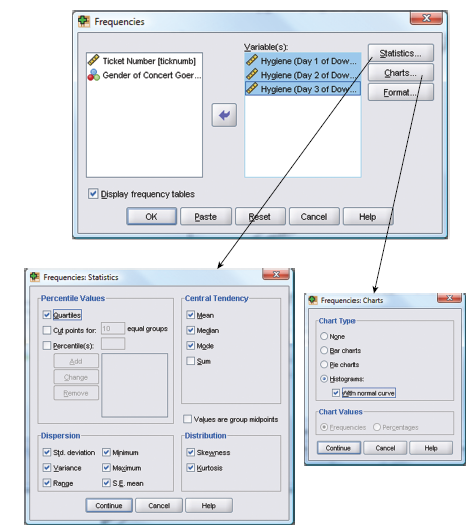 Frequencies
Variable(s):
Ticket Number [ticknumb]
Gender of Concert Goer...
Hygiene (Day 1 of Dow...
Hygiene (Day 2 of Dow...
Hygiene (Day 3 of Dow...
Statistics...
Charts...
Format...
Display frequency tables
OK Paste Reset Cancel Help
Frequencies: Statistics
Percentile Values
Quartiles
Cut points for: 10 equal groups
Percentile(s):
Add
Change
Remove
Central Tendency
Mean
Median
Mode
Sum
Values are group midpoints
Dispersion
Std. deviation Minimum
Variance Maximum
Range S.E. mean
Distribution
Skewness
Kurtosis
Continue Cancel Help
Frequencies: Charts
Chart Type
None
Bar charts
Pie charts
Histograms:
With normal curve
Chart Values
Frequencies Percentages
Continue Cancel Help